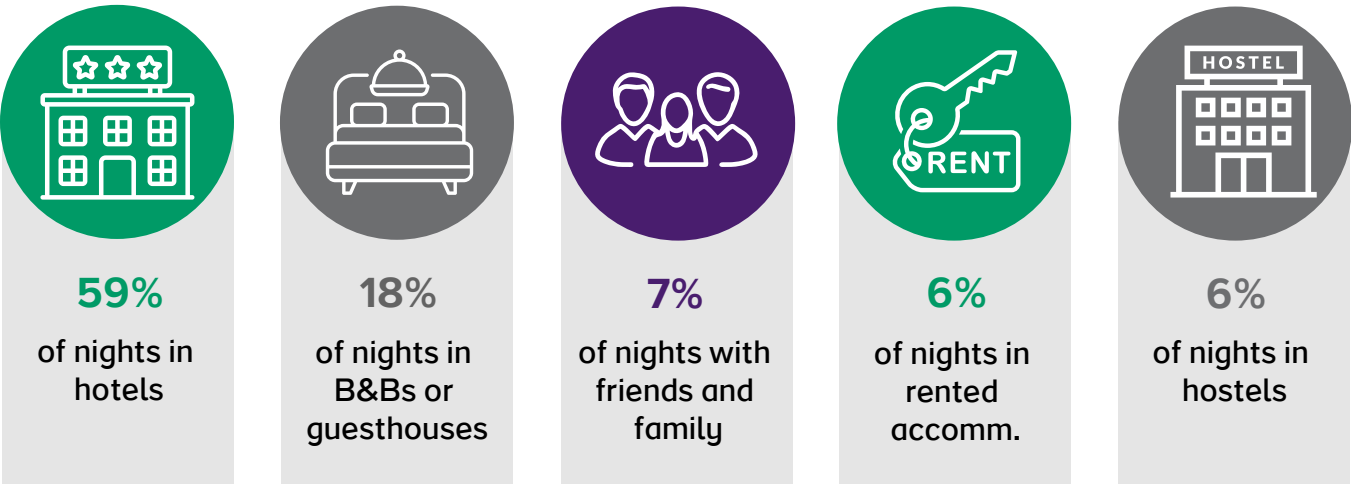 59%
of nights in
hotels
18%
of nights in
B&Bs or
guesthouses
7%
of nights with
friends and
family
RENT
6%
of nights in
rented
accomm.
HOSTEL
6%
of nights in
hostels